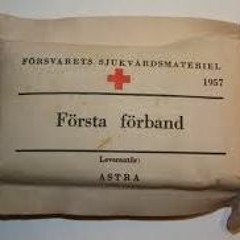 FÖRSVARETS SJUKVÅRDSMATERIEL
1957
Första förband
Leverantör:
ASTRA